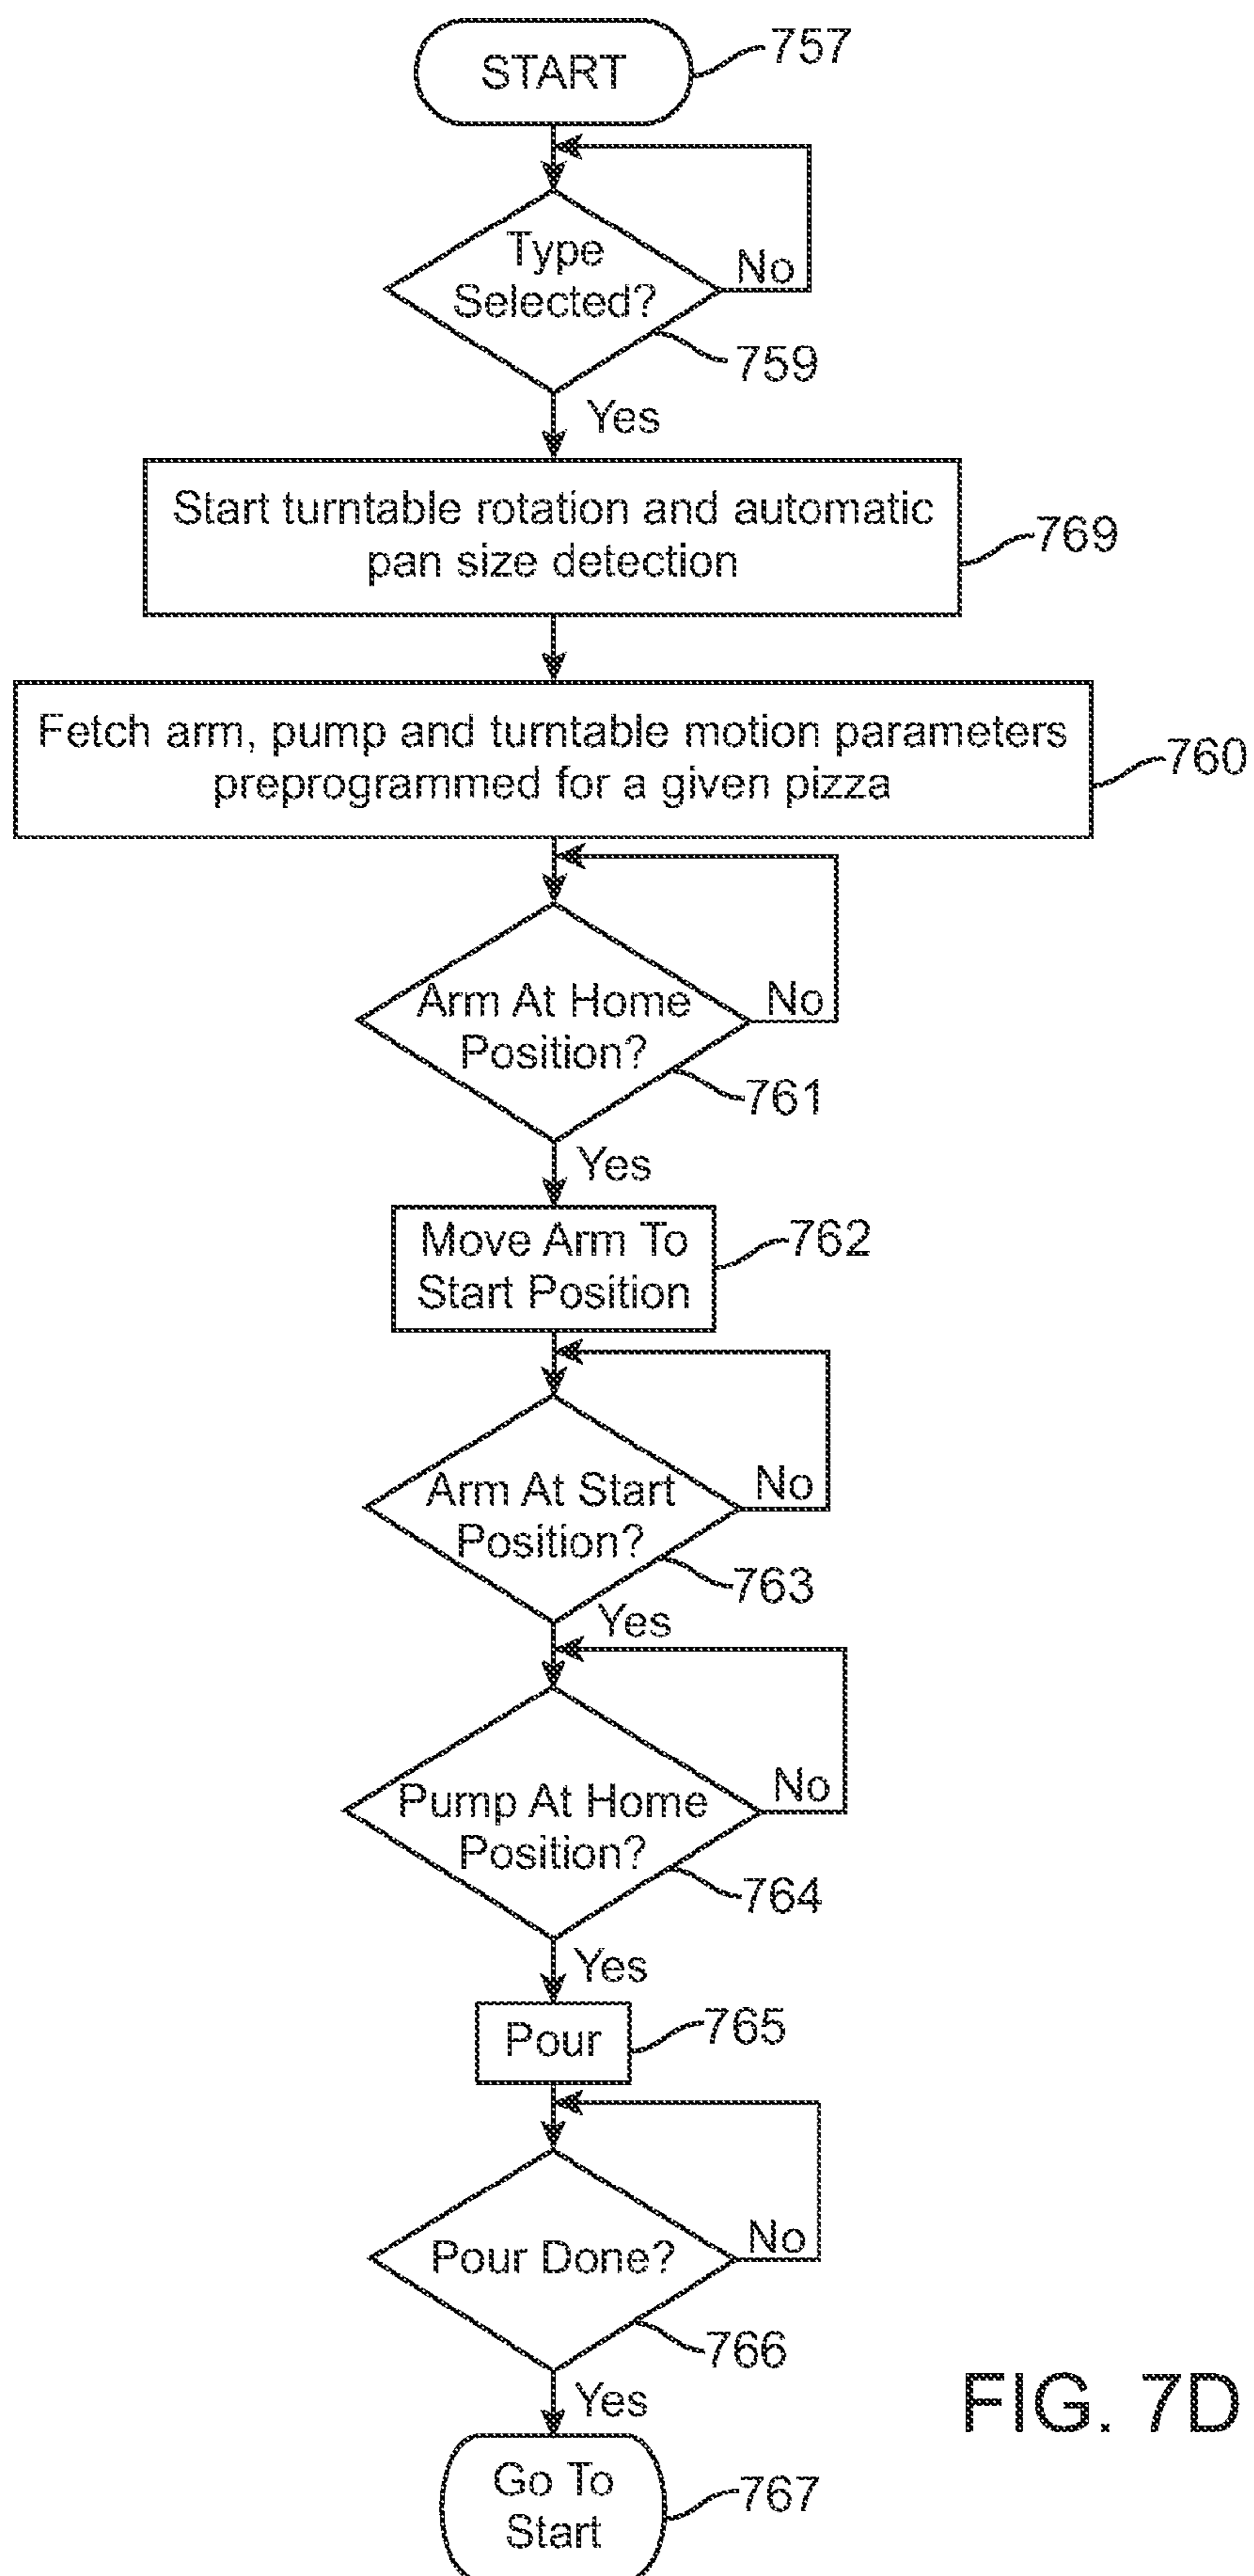 START
757
Type
Selected?
No
759
Yes
Start turntable rotation and automatic
pan size detection
769
Fetch arm, pump and turntable motion parameters
preprogrammed for a given pizza
760
Arm At Home
Position?
No
761
Yes
Move Arm To
Start Position
762
Arm At Start
Position?
No
763
Yes
Pump At Home
Position?
No
764
Yes
Pour
765
Pour Done?
No
766
Yes
Go To
Start
767
FIG. 7D